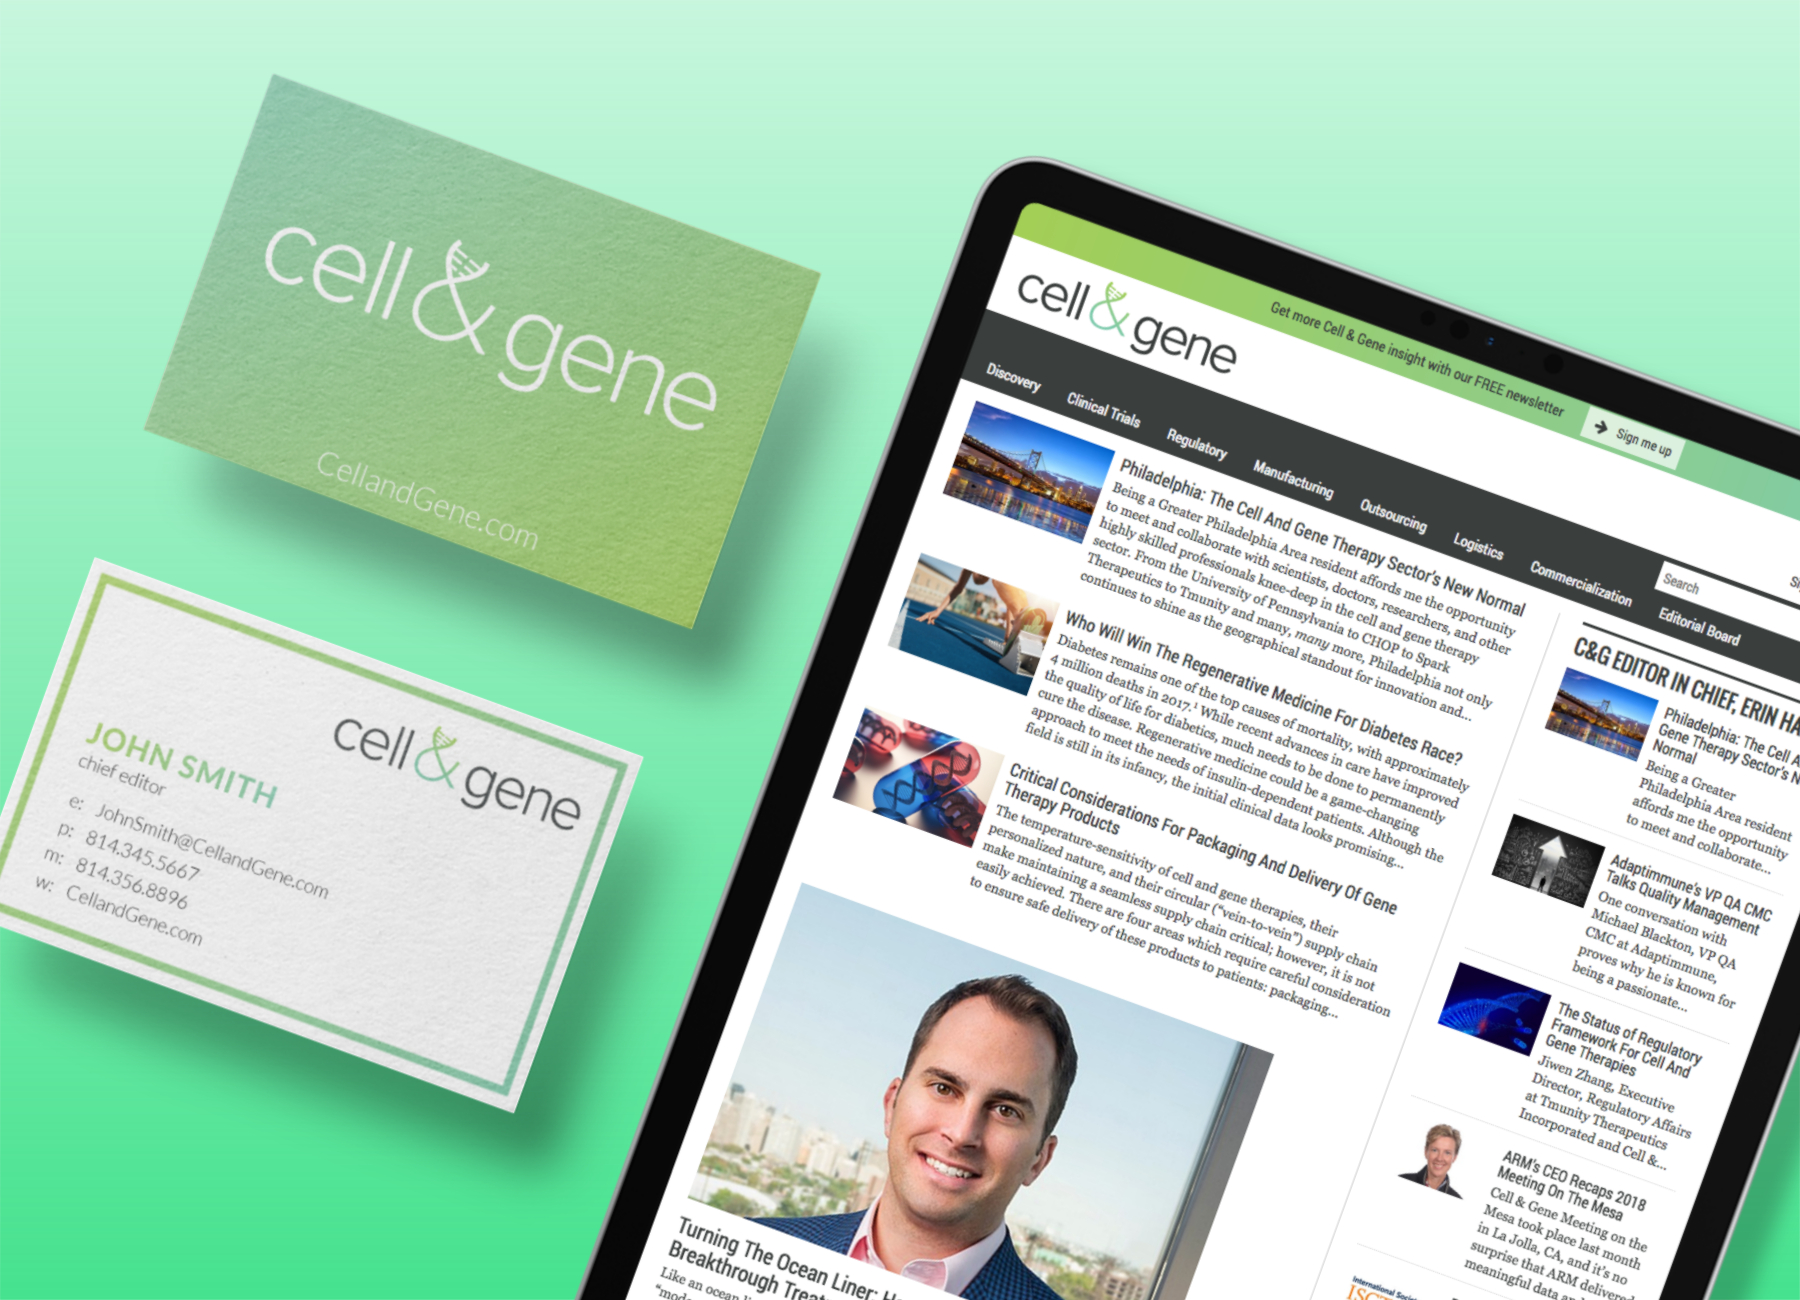 cell & gene
CellandGene.com
cell & gene
JOHN SMITH
chief editor
e: JohnSmith@CellandGene.com
p: 814.345.5667
m: 814.356.8896
w: CellandGene.com
Get more Cell & Gene insight with our FREE newsletter
Sign me up
cell & gene
Search
Discovery
Clinical Trials
Regulatory
Manufacturing
Outsourcing
Logistics
Commercialization
Editorial Board
Philadelphia: The Cell And Gene Therapy Sector's New Normal
Being a Greater Philadelphia Area resident affords me the opportunity
to meet and collaborate with scientists, doctors, researchers, and other
highly skilled professionals knee-deep in the cell and gene therapy
sector. From the University of Pennsylvania to CHOP to Spark
Therapeutics to Tmunity and many, many more, Philadelphia not only
continues to shine as the geographical standout for innovation and...
Who Will Win The Regenerative Medicine For Diabetes Race?
Diabetes remains one of the top causes of mortality, with approximately
4 million deaths in 2017.¹ While recent advances in care have improved
the quality of life for diabetics, much needs to be done to permanently
cure the disease. Regenerative medicine could be a game-changing
approach to meet the needs of insulin-dependent patients. Although the
field is still in its infancy, the initial clinical data looks promising...
Critical Considerations For Packaging And Delivery Of Gene
Therapy Products
The temperature-sensitivity of cell and gene therapies, their
personalized nature, and their circular ("vein-to-vein") supply chain
make maintaining a seamless supply chain critical; however, it is not
easily achieved. There are four areas which require careful consideration
to ensure safe delivery of these products to patients: packaging...
Turning The Ocean Liner:
Breakthrough
Like an ocean
C&G EDITOR IN CHIEF, ERIN
Philadelphia: The Cell
Gene Therapy Sector's
Normal
Being a Greater
Philadelphia Area resident
affords me the opportunity
to meet and collaborate...
Adaptimmune's VP QA CMC
Talks Quality Management
One conversation with
Michael Blackton, VP QA
CMC at Adaptimmune,
proves why he is known for
being a passionate...
The Status of Regulatory
Framework For Cell And
Gene Therapies
Jiwen Zhang, Executive
Director, Regulatory Affairs
at Tmunity Therapeutics
Incorporated and Cell &...
ARM's CEO Recaps 2018
Meeting On The Mesa
Cell & Gene Meeting on the
Mesa took place last month
in La Jolla, CA, and it's no
surprise that ARM delivered
meaningful data
International